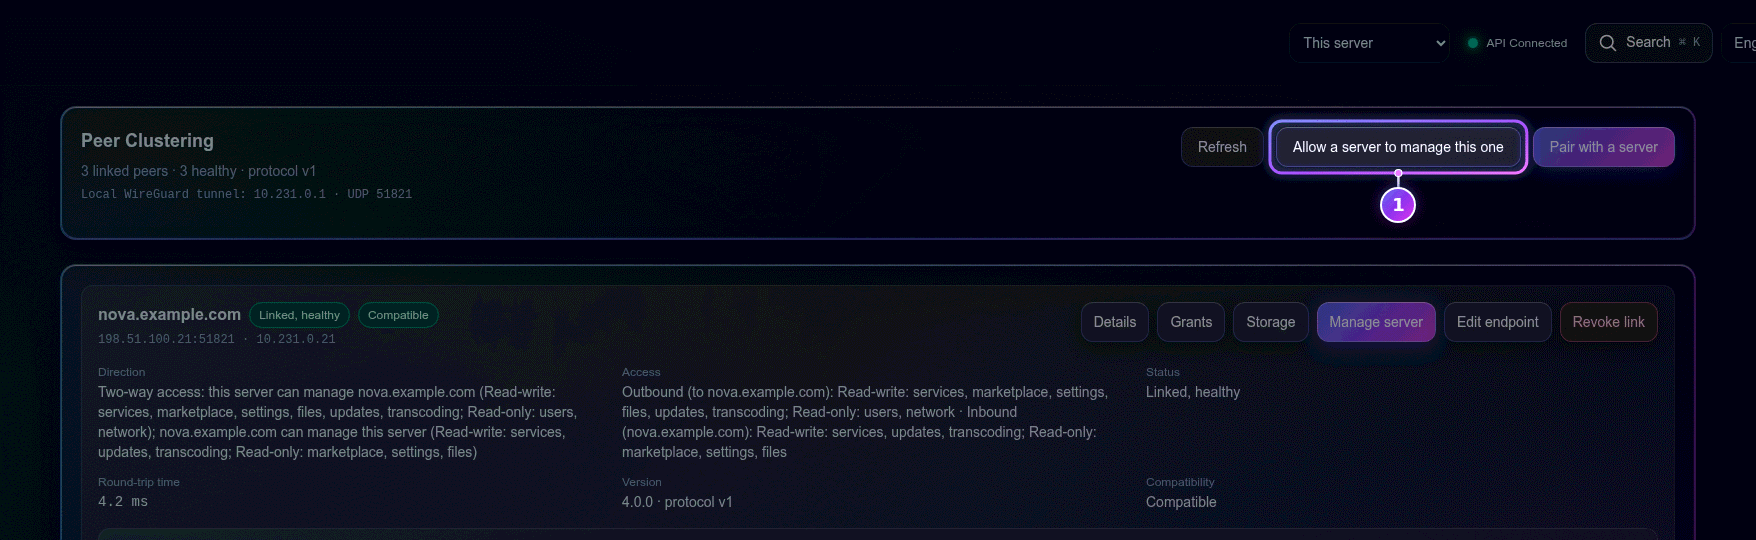 This server
API Connected
Search ⌘ K
Eng
Peer Clustering
3 linked peers · 3 healthy · protocol v1
Local WireGuard tunnel: 10.231.0.1 · UDP 51821
Refresh
Allow a server to manage this one
Pair with a server
1
nova.example.com
Linked, healthy
Compatible
198.51.100.21:51821 · 10.231.0.21
Details
Grants
Storage
Manage server
Edit endpoint
Revoke link
Direction
Two-way access: this server can manage nova.example.com (Read-write:
services, marketplace, settings, files, updates, transcoding; Read-only: users,
network); nova.example.com can manage this server (Read-write: services,
updates, transcoding; Read-only: marketplace, settings, files)
Access
Outbound (to nova.example.com): Read-write: services, marketplace, settings,
files, updates, transcoding; Read-only: users, network · Inbound
(nova.example.com): Read-write: services, updates, transcoding; Read-only:
marketplace, settings, files
Status
Linked, healthy
Round-trip time
4.2 ms
Version
4.0.0 · protocol v1
Compatibility
Compatible